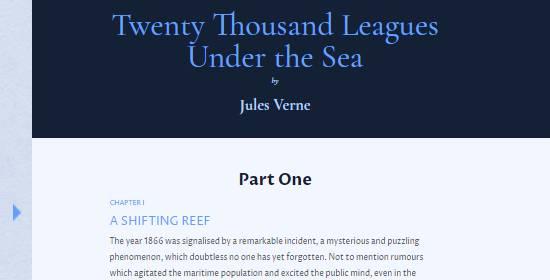 Twenty Thousand Leagues
Under the Sea
by
Jules Verne
Part One
CHAPTER I
A SHIFTING REEF
The year 1866 was signalised by a remarkable incident, a mysterious and puzzling
phenomenon, which doubtless no one has yet forgotten. Not to mention rumours
which agitated the maritime population and excited the public mind, even in the